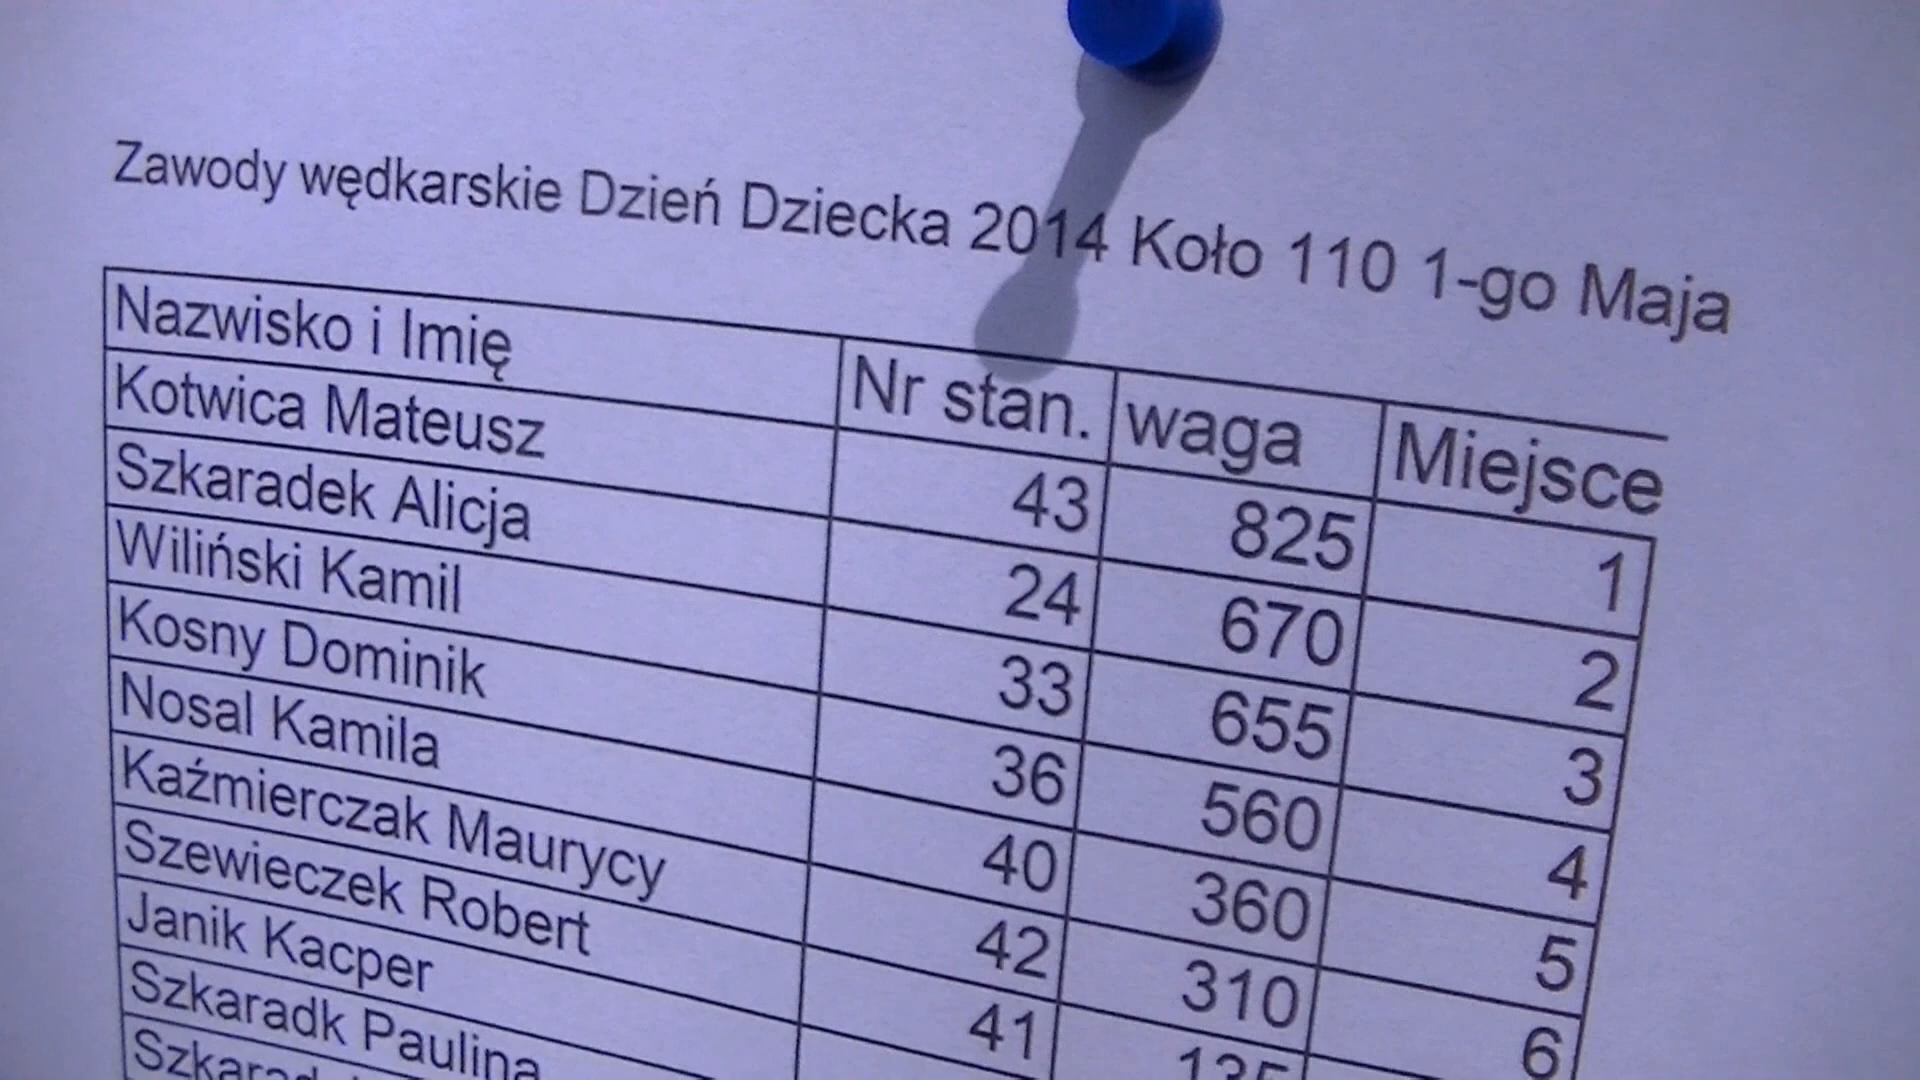 Zawody wędkarskie Dzień Dziecka 2014 Koło 110 1-go Maja
Nazwisko i Imię Nr stan. waga Miejsce
Kotwica Mateusz 43 825 1
Szkaradek Alicja 24 670 2
Wiliński Kamil 33 655 3
Kosny Dominik 36 560 4
Nosal Kamila 40 360 5
Kaźmierczak Maurycy 42 310 6
Szewieczek Robert 41
Janik Kacper
Szkaradk Paulina